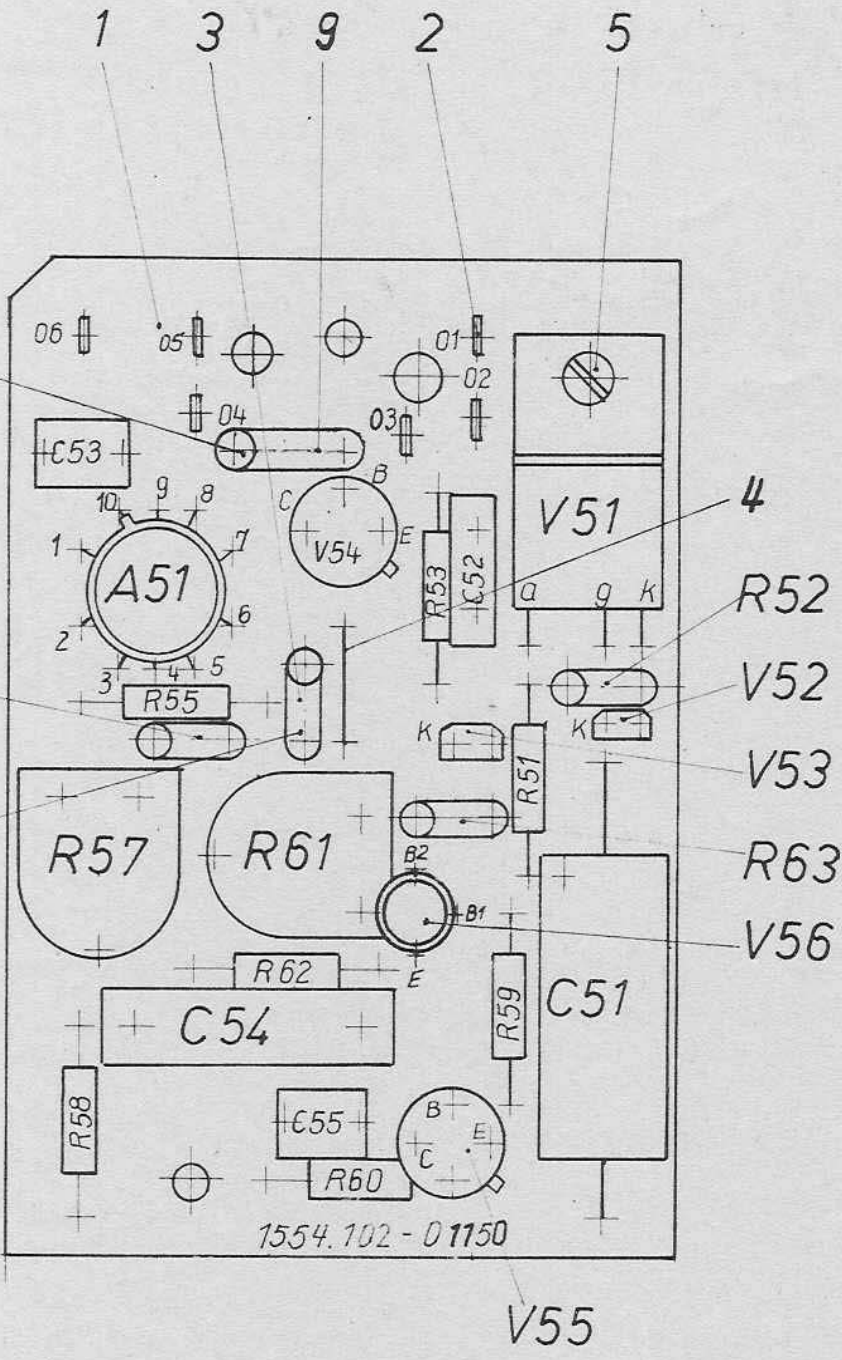 1 3 9 2 5
06 05 01
02
04 03
C53
C B E
V54
V51
4
10 9 8
1 7
A51
2 6
3 4 5
R53
C52
a g k
R52
R55
V52
K
K
V53
R51
R57
R61
R63
B2
B1
E
V56
R62
C54
R59
C51
R58
C55
B
E
C
R60
1554.102-01150
V55